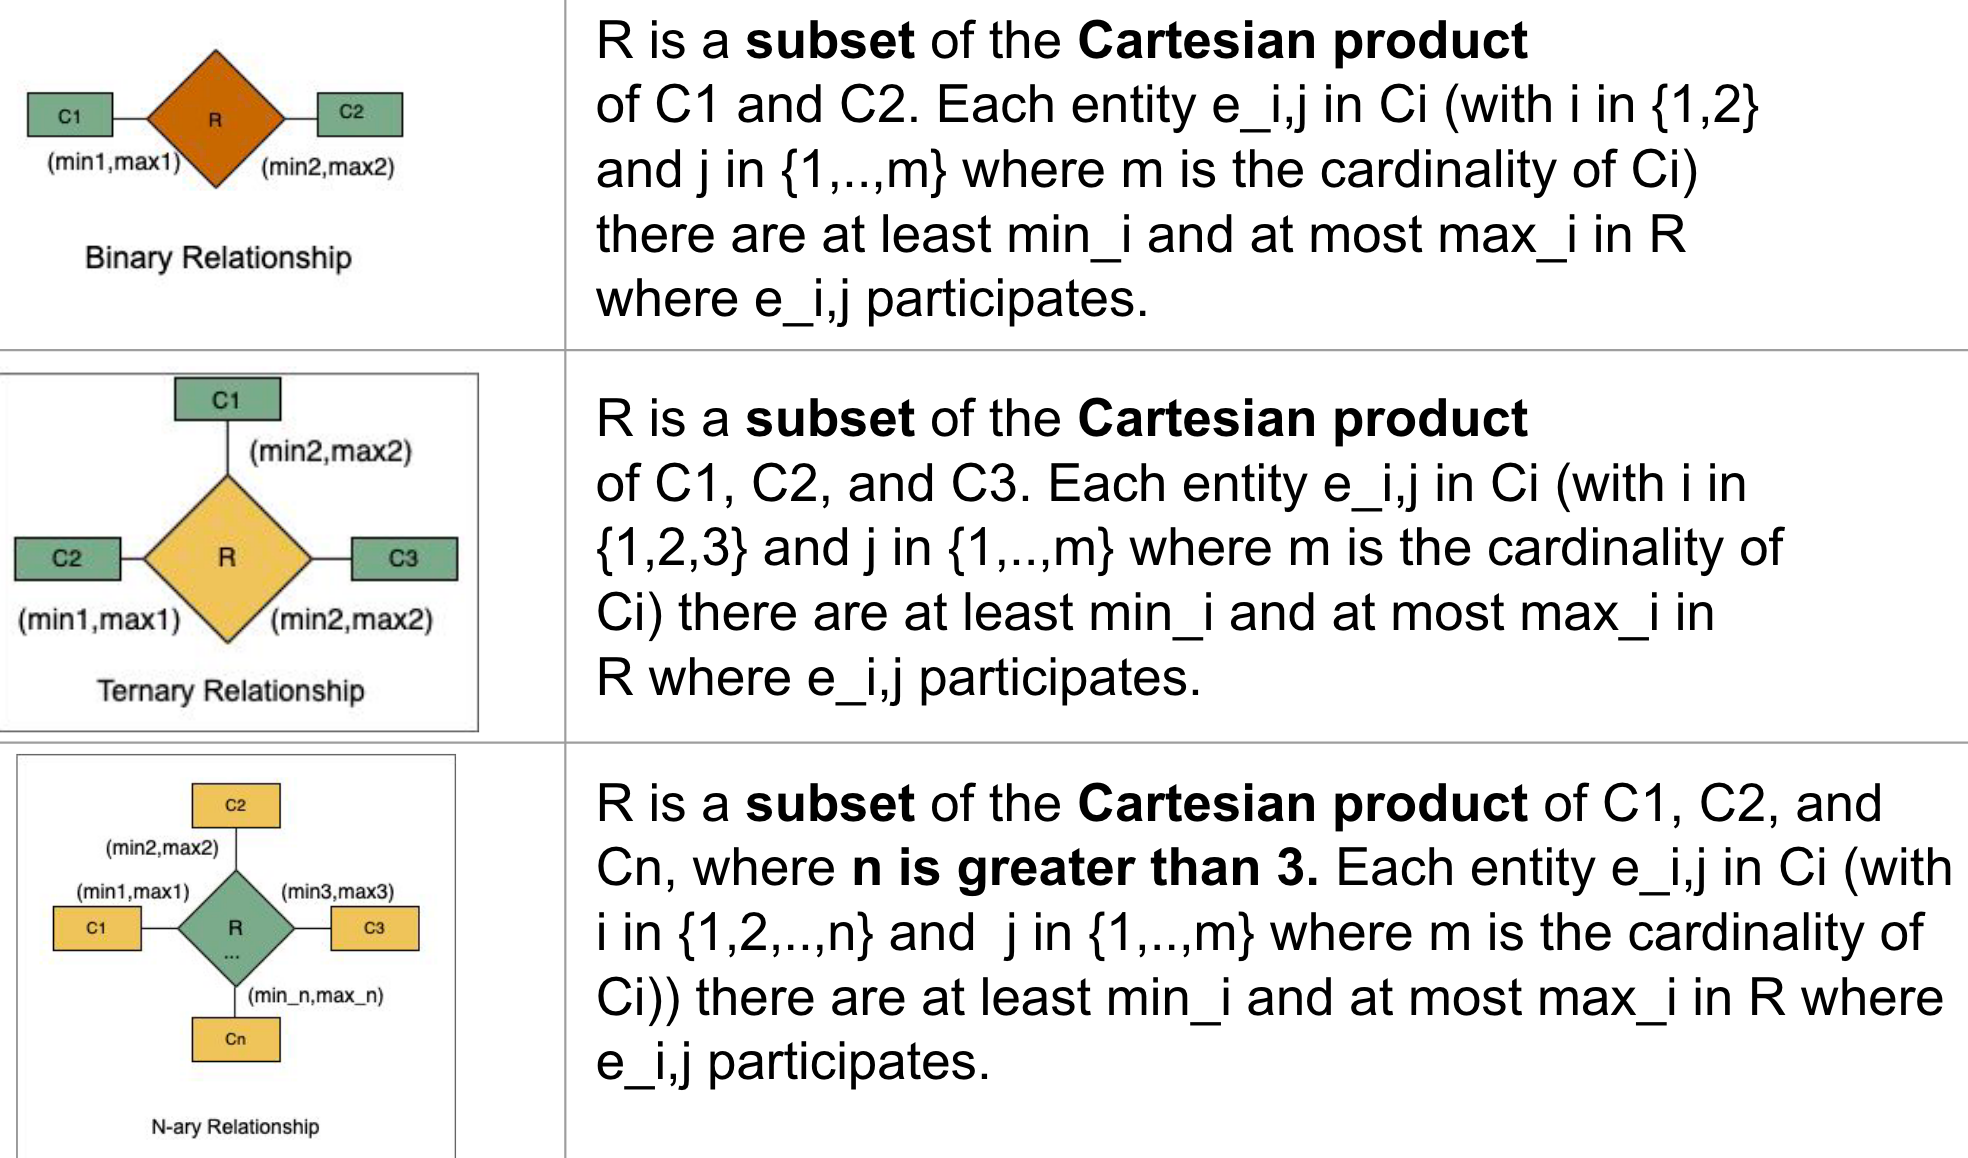 C1
R
C2
(min1,max1)
(min2,max2)
Binary Relationship
R is a subset of the Cartesian product
of C1 and C2. Each entity e_i,j in Ci (with i in {1,2}
and j in {1,..,m} where m is the cardinality of Ci)
there are at least min_i and at most max_i in R
where e_i,j participates.
C1
(min2,max2)
C2
R
C3
(min1,max1)
(min2,max2)
Ternary Relationship
R is a subset of the Cartesian product
of C1, C2, and C3. Each entity e_i,j in Ci (with i in
{1,2,3} and j in {1,..,m} where m is the cardinality of
Ci) there are at least min_i and at most max_i in
R where e_i,j participates.
C2
(min2,max2)
(min1,max1)
(min3,max3)
C1
R
C3
...
(min_n,max_n)
Cn
N-ary Relationship
R is a subset of the Cartesian product of C1, C2, and
Cn, where n is greater than 3. Each entity e_i,j in Ci (with
i in {1,2,..,n} and  j in {1,..,m} where m is the cardinality of
Ci)) there are at least min_i and at most max_i in R where
e_i,j participates.